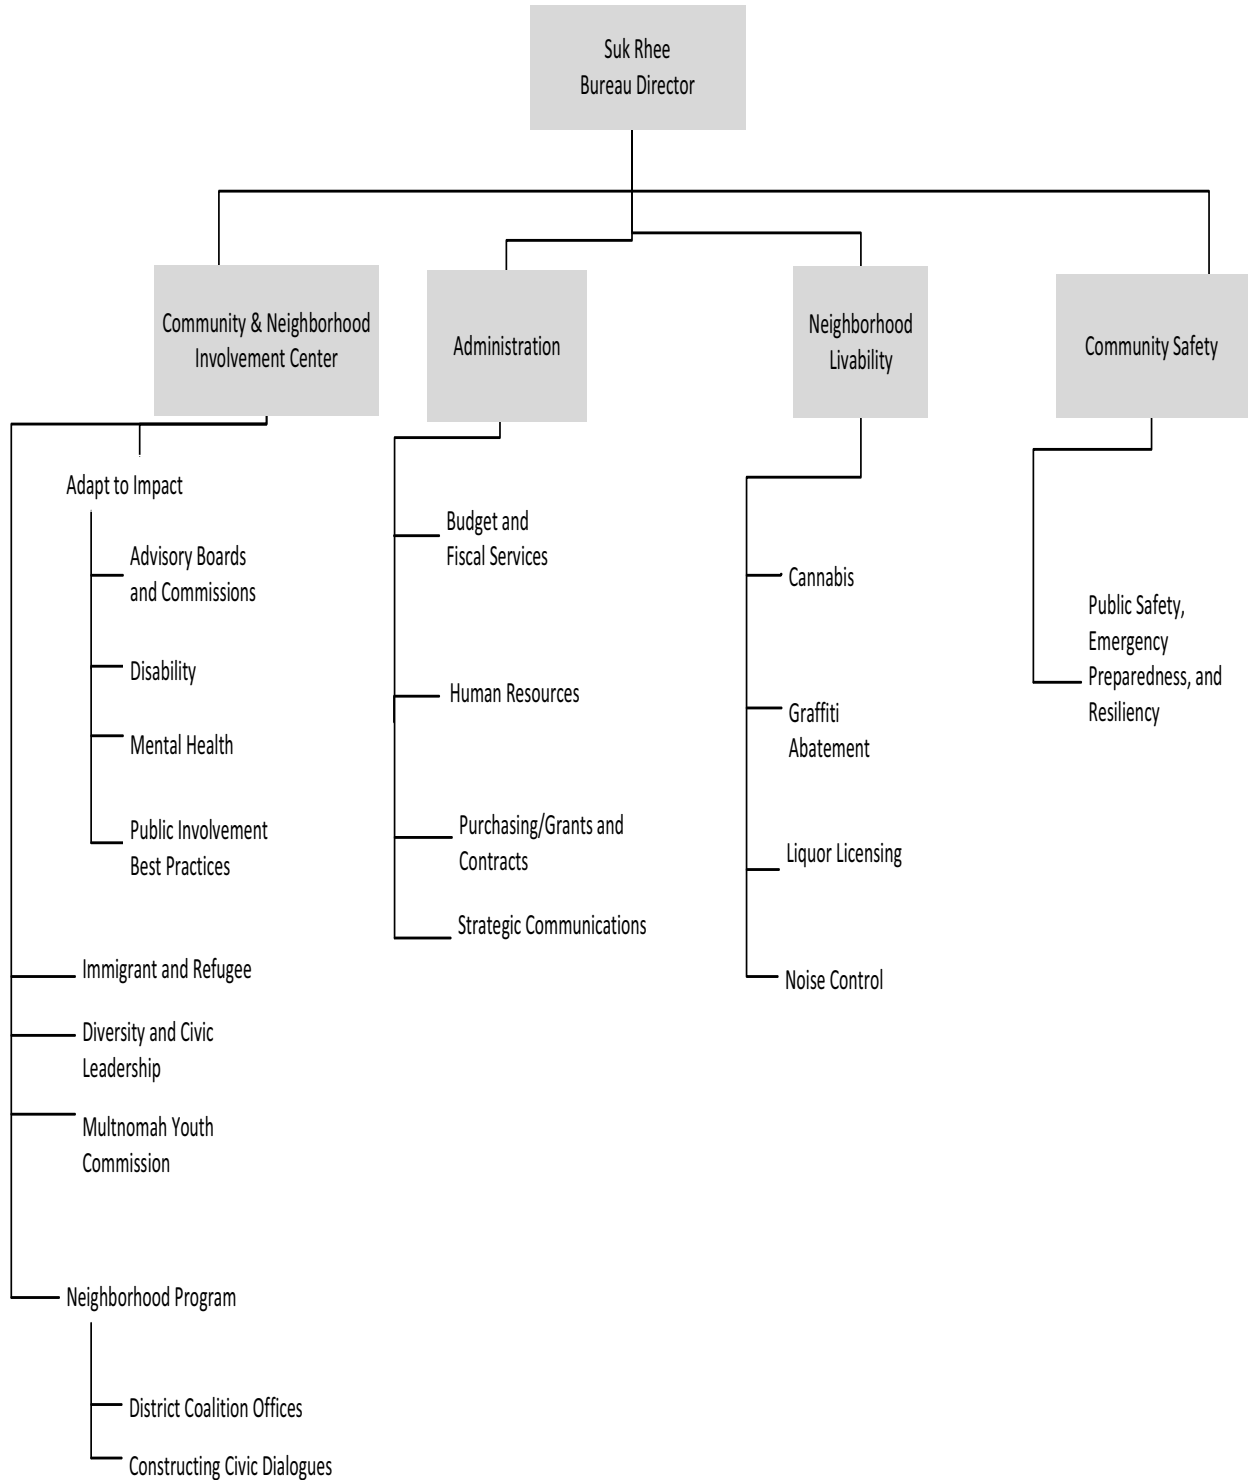 Suk Rhee
Bureau Director
Community & Neighborhood
Involvement Center
Administration
Neighborhood
Livability
Community Safety
Adapt to Impact
Advisory Boards
and Commissions
Disability
Mental Health
Public Involvement
Best Practices
Immigrant and Refugee
Diversity and Civic
Leadership
Multnomah Youth
Commission
Neighborhood Program
District Coalition Offices
Constructing Civic Dialogues
Budget and
Fiscal Services
Human Resources
Purchasing/Grants and
Contracts
Strategic Communications
Cannabis
Graffiti
Abatement
Liquor Licensing
Noise Control
Public Safety,
Emergency
Preparedness, and
Resiliency